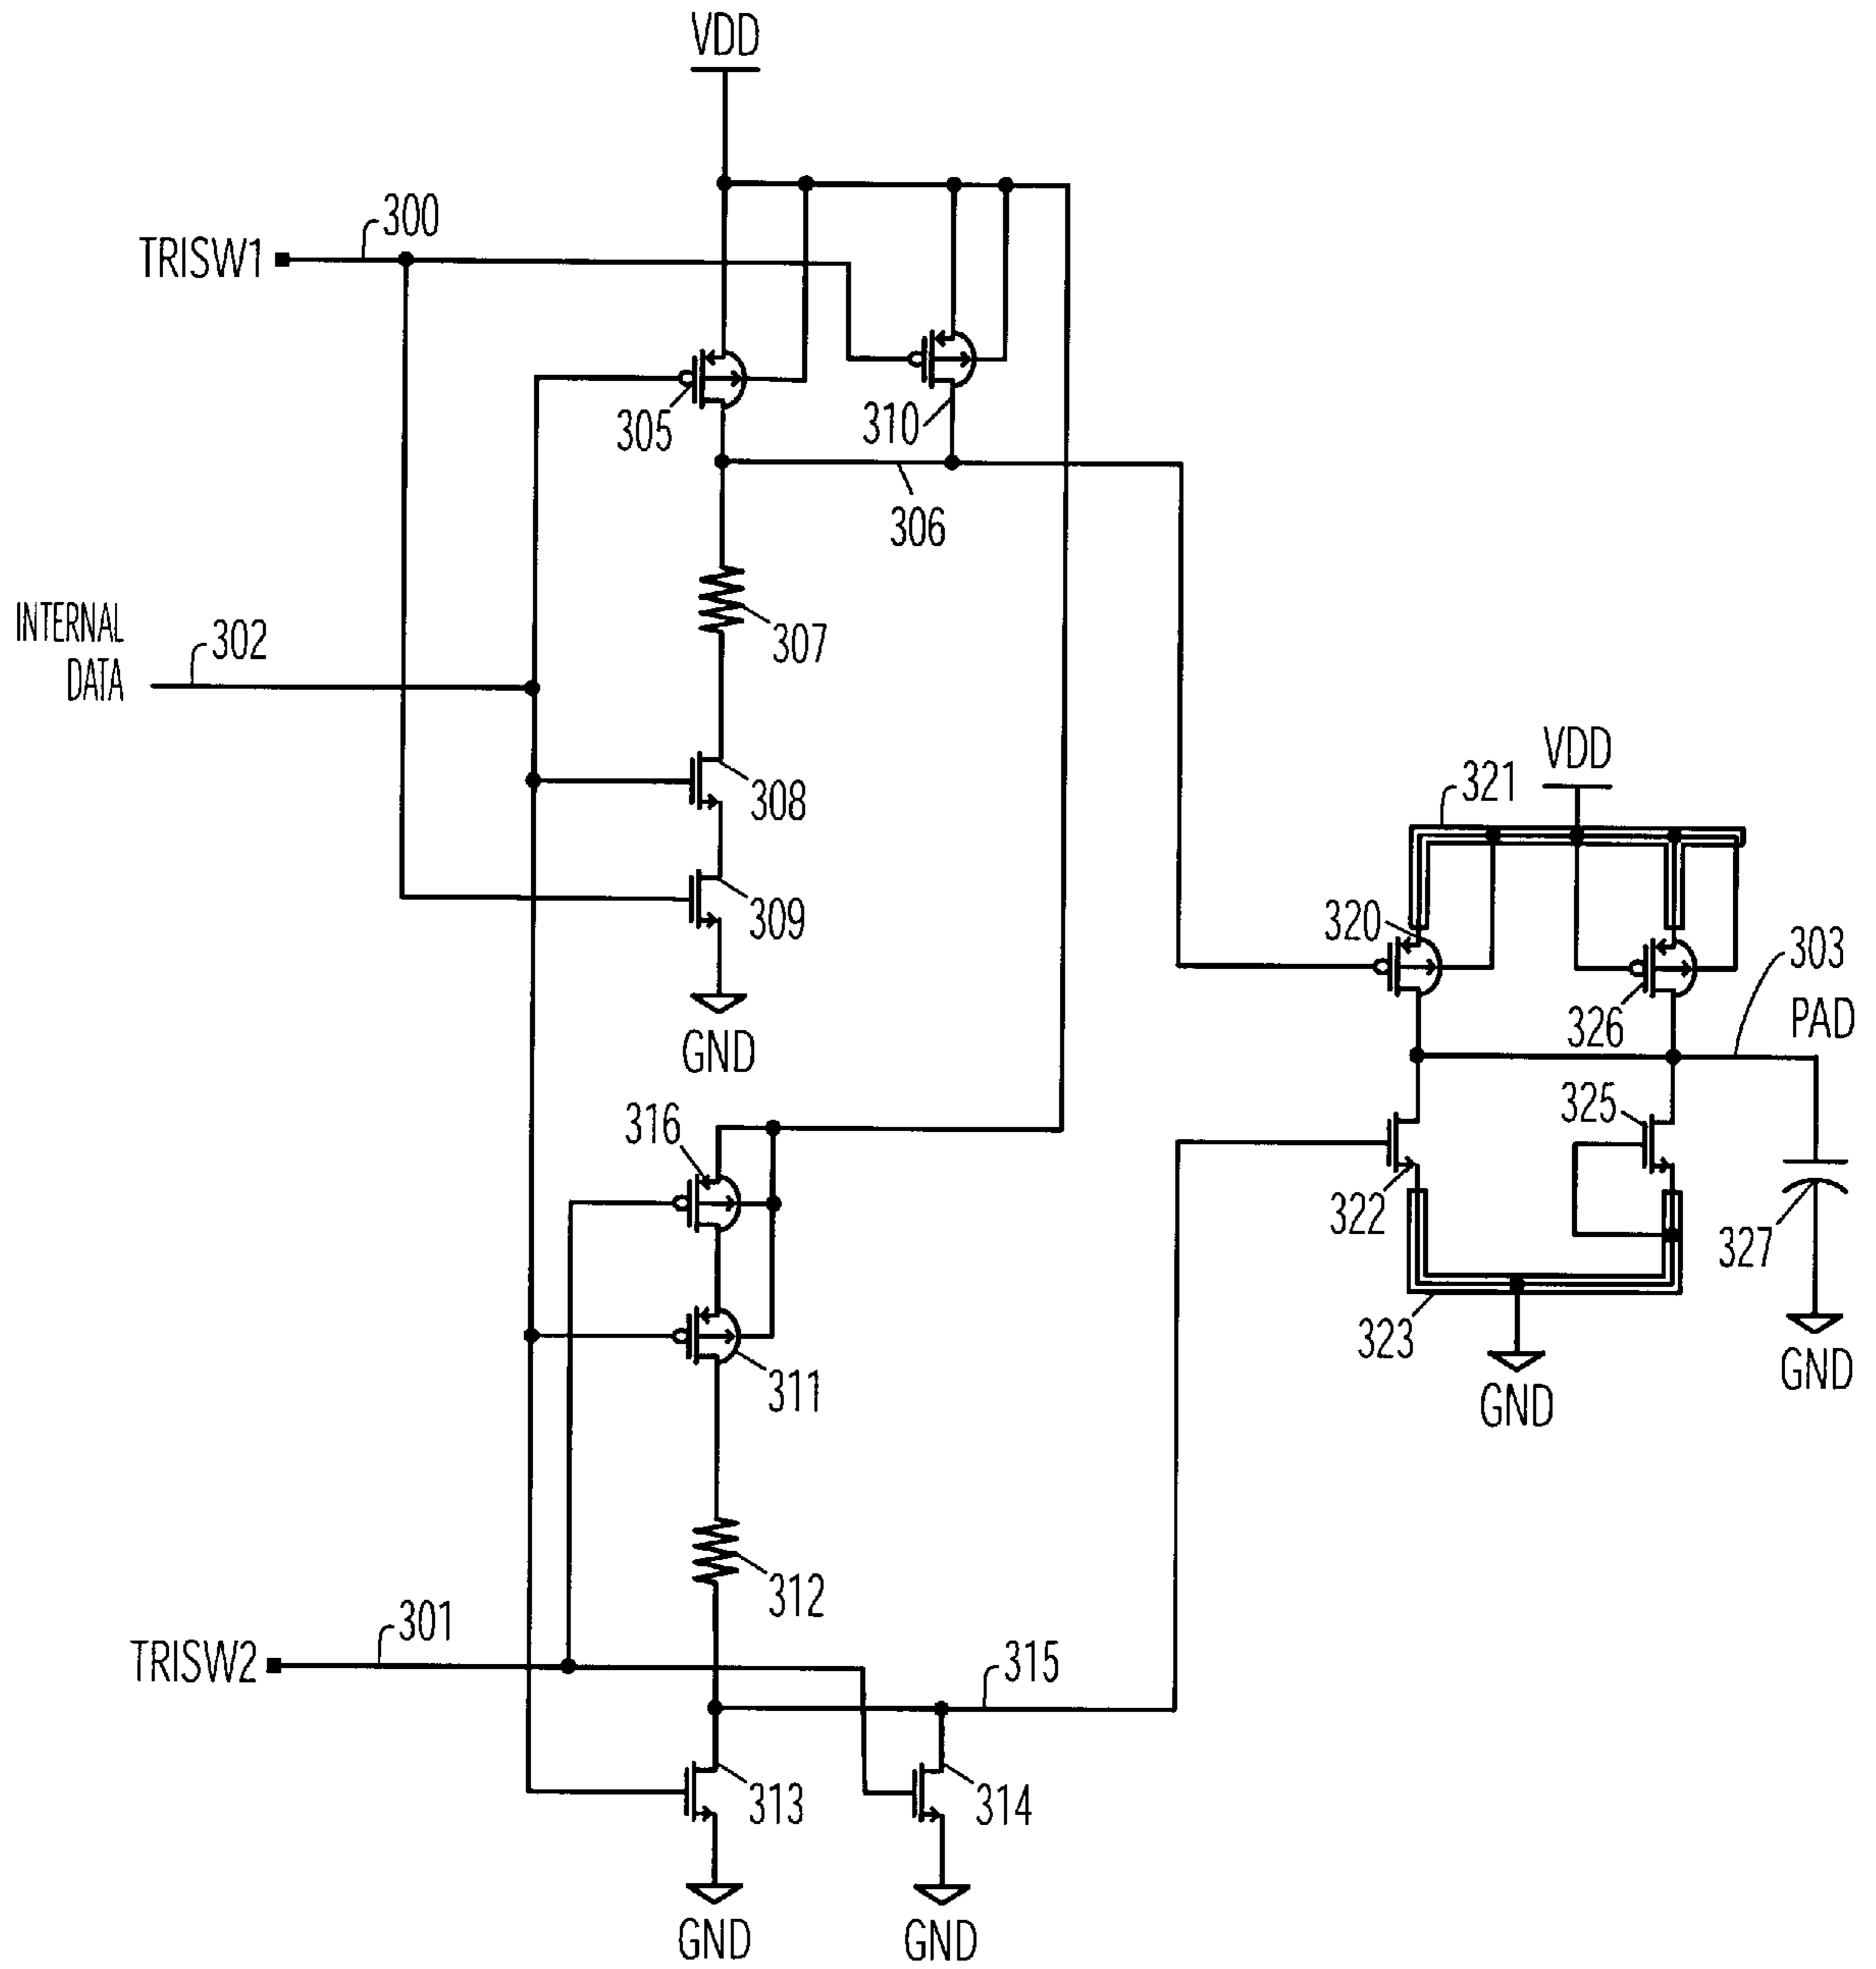 VDD
300
TRISW1
305
310
306
INTERNAL
DATA
302
307
308
309
GND
VDD
321
320
303
PAD
326
316
325
322
327
311
323
GND
GND
312
301
TRISW2
315
313
314
GND
GND